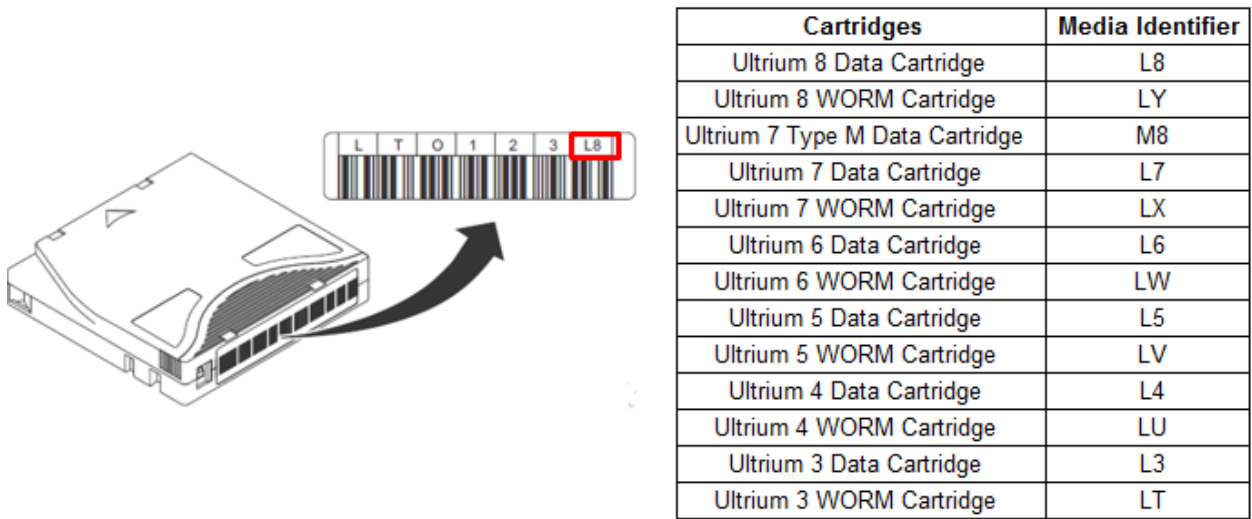 L T O 1 2 3 L8
Cartridges Media Identifier
Ultrium 8 Data Cartridge L8
Ultrium 8 WORM Cartridge LY
Ultrium 7 Type M Data Cartridge M8
Ultrium 7 Data Cartridge L7
Ultrium 7 WORM Cartridge LX
Ultrium 6 Data Cartridge L6
Ultrium 6 WORM Cartridge LW
Ultrium 5 Data Cartridge L5
Ultrium 5 WORM Cartridge LV
Ultrium 4 Data Cartridge L4
Ultrium 4 WORM Cartridge LU
Ultrium 3 Data Cartridge L3
Ultrium 3 WORM Cartridge LT